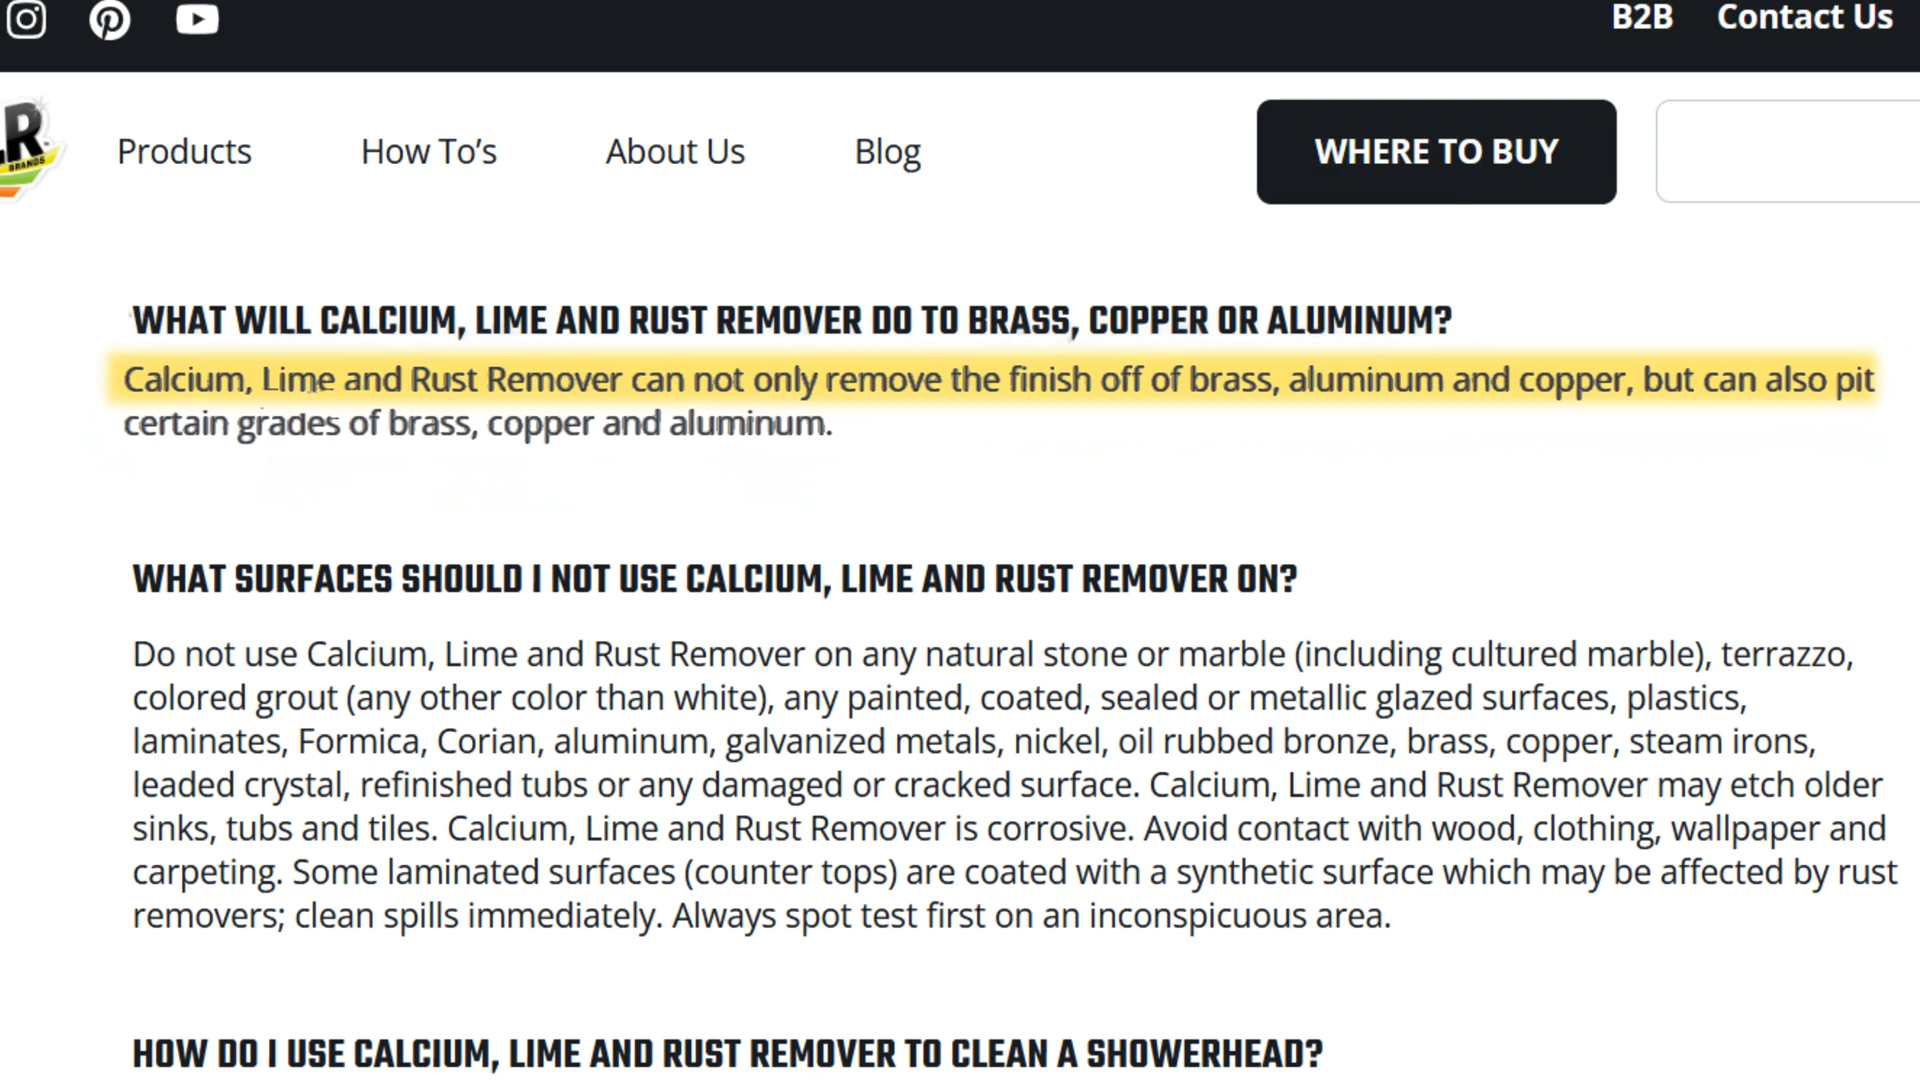 B2B Contact Us
R
BRANDS
Products How To's About Us Blog WHERE TO BUY
WHAT WILL CALCIUM, LIME AND RUST REMOVER DO TO BRASS, COPPER OR ALUMINUM?
Calcium, Lime and Rust Remover can not only remove the finish off of brass, aluminum and copper, but can also pit
certain grades of brass, copper and aluminum.
WHAT SURFACES SHOULD I NOT USE CALCIUM, LIME AND RUST REMOVER ON?
Do not use Calcium, Lime and Rust Remover on any natural stone or marble (including cultured marble), terrazzo,
colored grout (any other color than white), any painted, coated, sealed or metallic glazed surfaces, plastics,
laminates, Formica, Corian, aluminum, galvanized metals, nickel, oil rubbed bronze, brass, copper, steam irons,
leaded crystal, refinished tubs or any damaged or cracked surface. Calcium, Lime and Rust Remover may etch older
sinks, tubs and tiles. Calcium, Lime and Rust Remover is corrosive. Avoid contact with wood, clothing, wallpaper and
carpeting. Some laminated surfaces (counter tops) are coated with a synthetic surface which may be affected by rust
removers; clean spills immediately. Always spot test first on an inconspicuous area.
HOW DO I USE CALCIUM, LIME AND RUST REMOVER TO CLEAN A SHOWERHEAD?